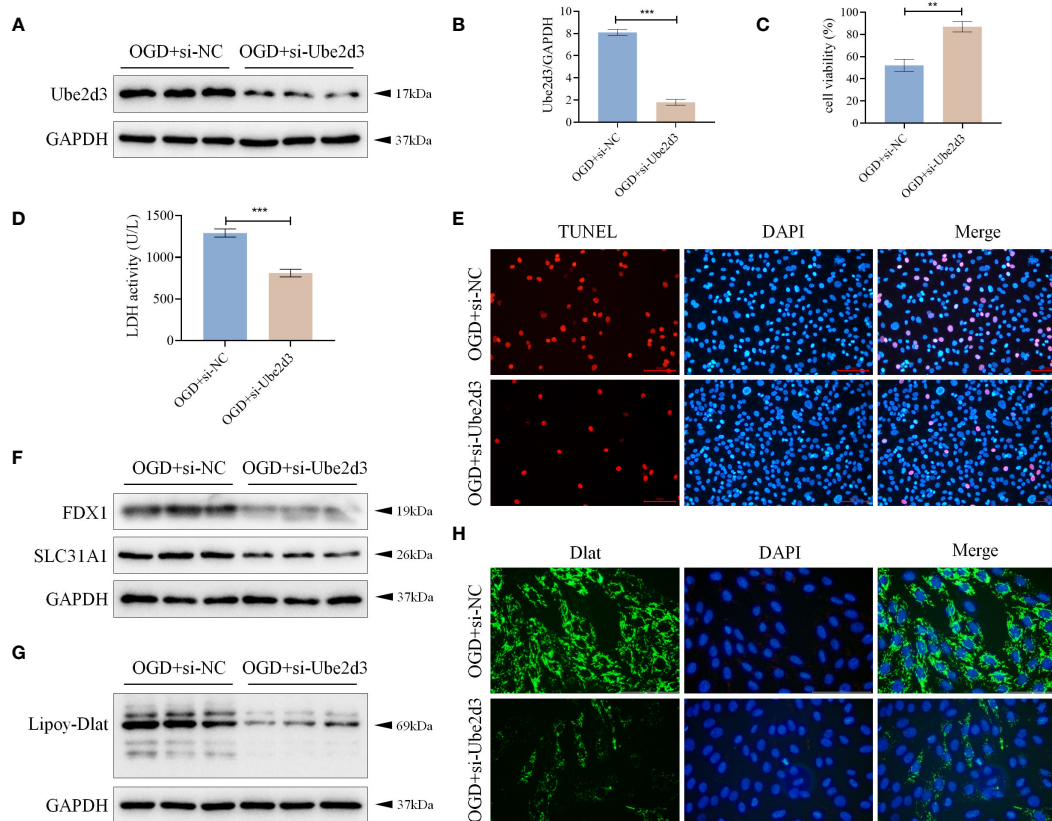 A
OGD+si-NC OGD+si-Ube2d3
Ube2d3
17kDa
GAPDH
37kDa
B
Ube2d3/GAPDH
10
8
6
4
2
0
***
OGD+si-NC
OGD+si-Ube2d3
C
cell viability (%)
100
80
60
40
20
0
**
OGD+si-NC
OGD+si-Ube2d3
D
LDH activity (U/L)
1500
1000
500
0
***
OGD+si-NC
OGD+si-Ube2d3
E
TUNEL DAPI Merge
OGD+si-NC
OGD+si-Ube2d3
F
OGD+si-NC OGD+si-Ube2d3
FDX1
19kDa
SLC31A1
26kDa
GAPDH
37kDa
G
OGD+si-NC OGD+si-Ube2d3
Lipoy-Dlat
69kDa
GAPDH
37kDa
H
Dlat DAPI Merge
OGD+si-NC
OGD+si-Ube2d3